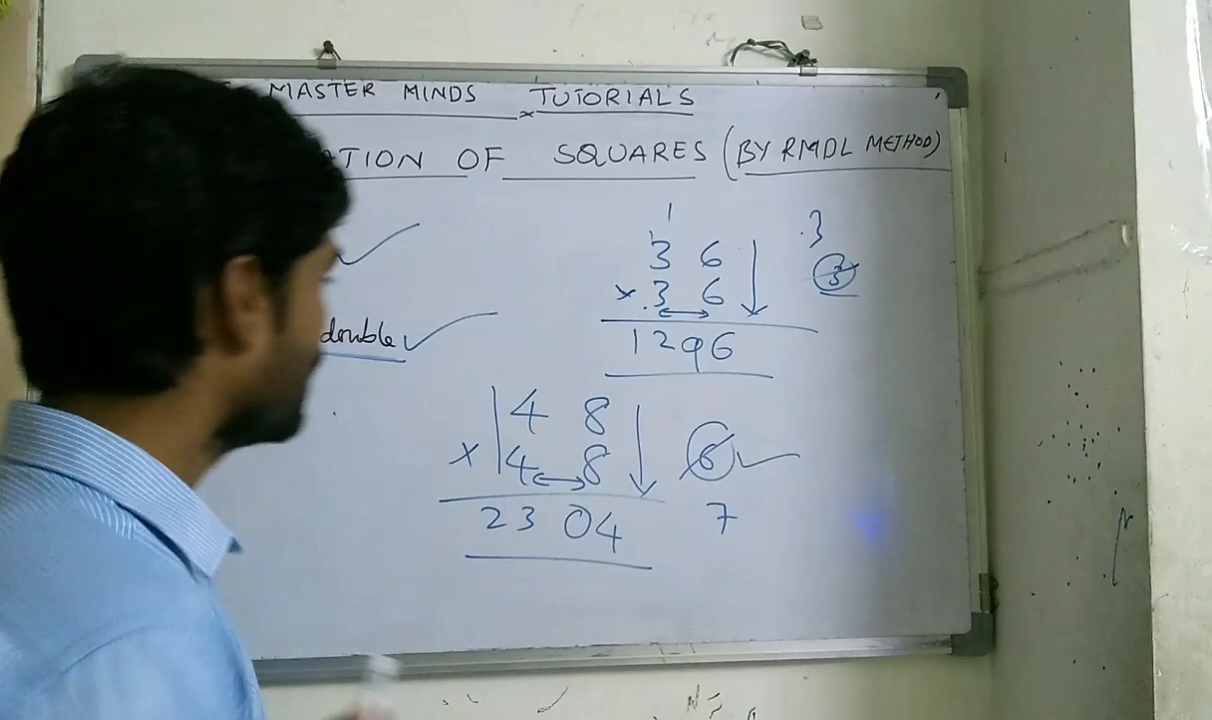 MASTER MINDS TUTORIALS
OF SQUARES (BY RMDL METHOD)
1
3 6
x 3 6
1296
3
3
double
4 8
x 4 8
2304
6
7